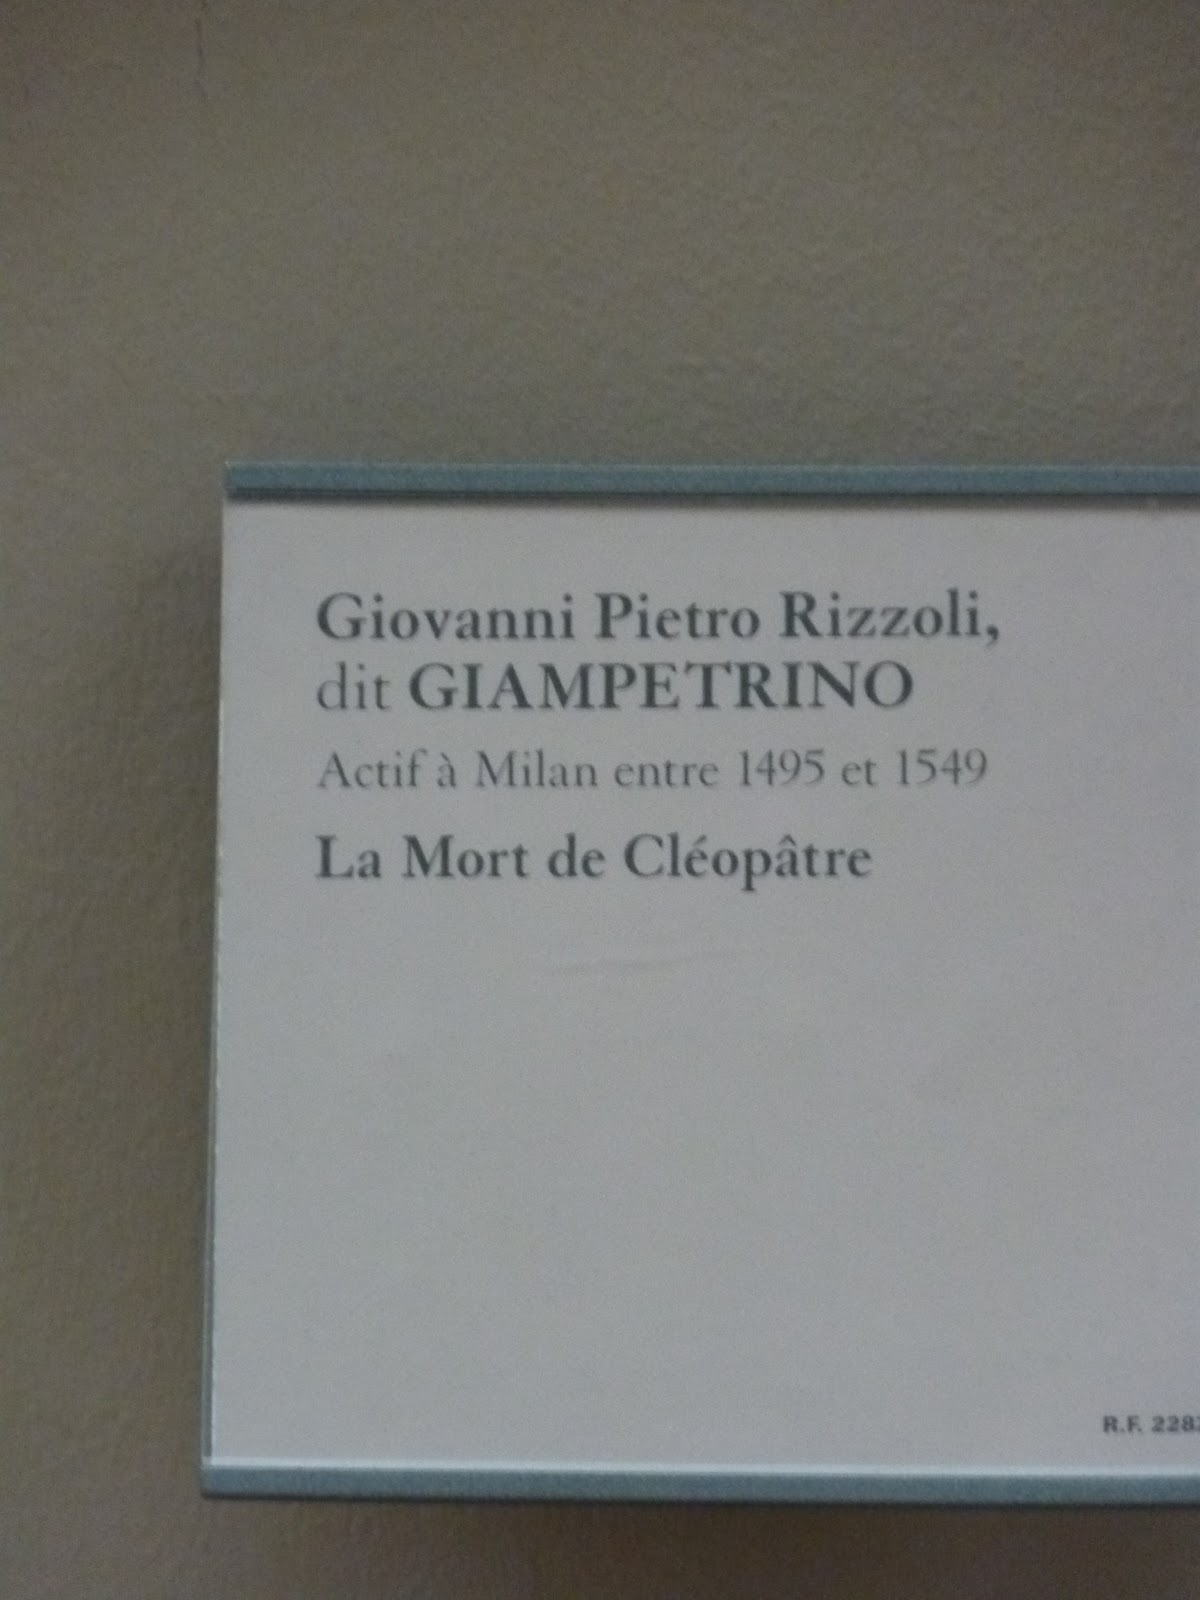 Giovanni Pietro Rizzoli,
dit GIAMPETRINO
Actif à Milan entre 1495 et 1549
La Mort de Cléopâtre
R.F.